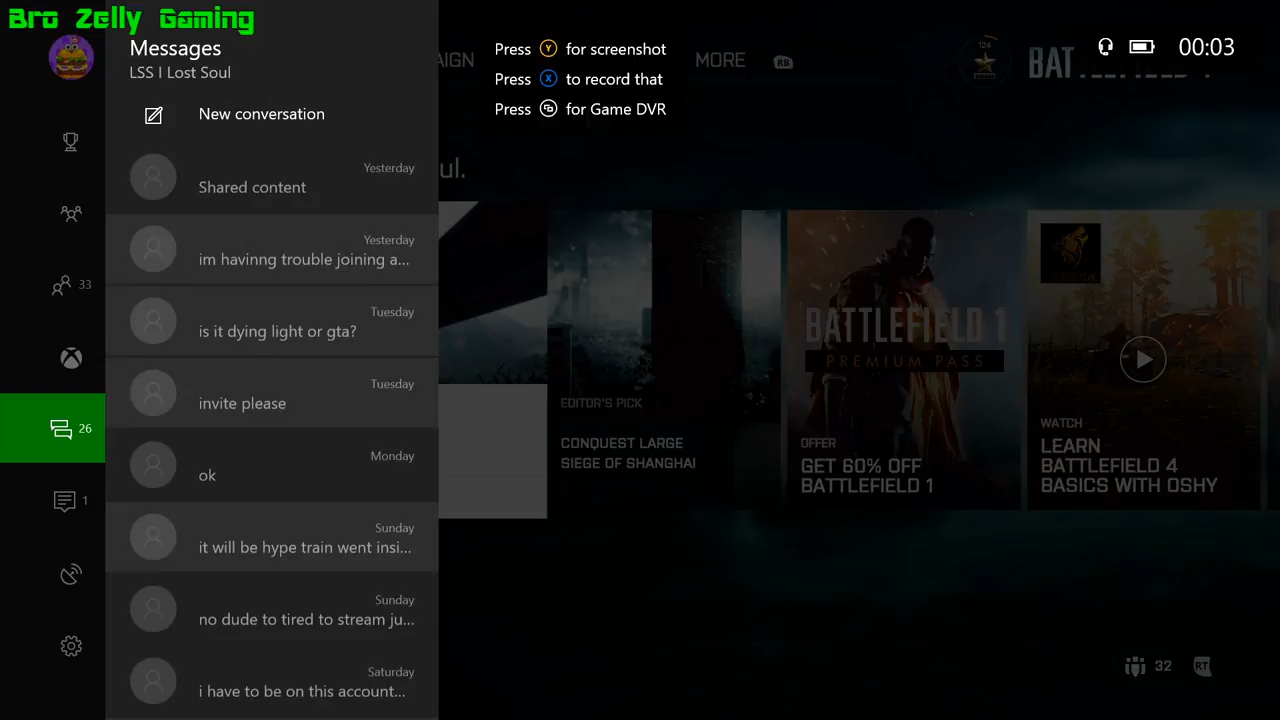 Bro Zelly Gaming
Messages
LSS I Lost Soul
New conversation
Yesterday
Shared content
Yesterday
im havinng trouble joining a...
Tuesday
is it dying light or gta?
Tuesday
invite please
Monday
ok
Sunday
it will be hype train went insi...
Sunday
no dude to tired to stream ju...
Saturday
i have to be on this account...
33
26
1
Press Y for screenshot
Press X to record that
Press for Game DVR
AIGN
MORE
RB
124
BATTLEFIELD 1
00:03
ul.
EDITOR'S PICK
CONQUEST LARGE
SIEGE OF SHANGHAI
BATTLEFIELD 1
PREMIUM PASS
OFFER
GET 60% OFF
BATTLEFIELD 1
WATCH
LEARN
BATTLEFIELD 4
BASICS WITH OSHY
32
RT